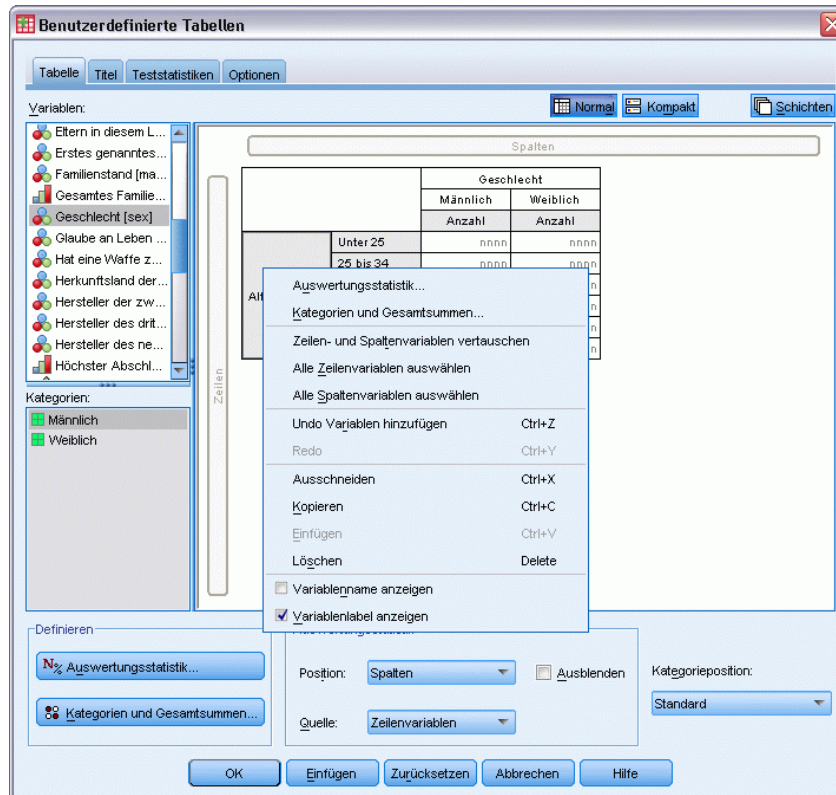 Benutzerdefinierte Tabellen
Tabelle Titel Teststatistiken Optionen
Variablen:
Normal Kompakt Schichten
Eltern in diesem L...
Erstes genanntes...
Familienstand [ma...
Gesamtes Familie...
Geschlecht [sex]
Glaube an Leben ...
Hat eine Waffe z...
Herkunftsland der...
Hersteller der zw...
Hersteller des drit...
Hersteller des ne...
Höchster Abschl...
Kategorien:
Männlich
Weiblich
Spalten
Zeilen
Geschlecht
Männlich Weiblich
Anzahl Anzahl
Unter 25 nnnn nnnn
25 bis 34 nnnn nnnn
Auswertungsstatistik...
Kategorien und Gesamtsummen...
Zeilen- und Spaltenvariablen vertauschen
Alle Zeilenvariablen auswählen
Alle Spaltenvariablen auswählen
Undo Variablen hinzufügen Ctrl+Z
Redo Ctrl+Y
Ausschneiden Ctrl+X
Kopieren Ctrl+C
Einfügen Ctrl+V
Löschen Delete
Variablenname anzeigen
Variablenlabel anzeigen
Definieren
N% Auswertungsstatistik...
Kategorien und Gesamtsummen...
Position: Spalten Ausblenden
Quelle: Zeilenvariablen
Kategorieposition:
Standard
OK Einfügen Zurücksetzen Abbrechen Hilfe